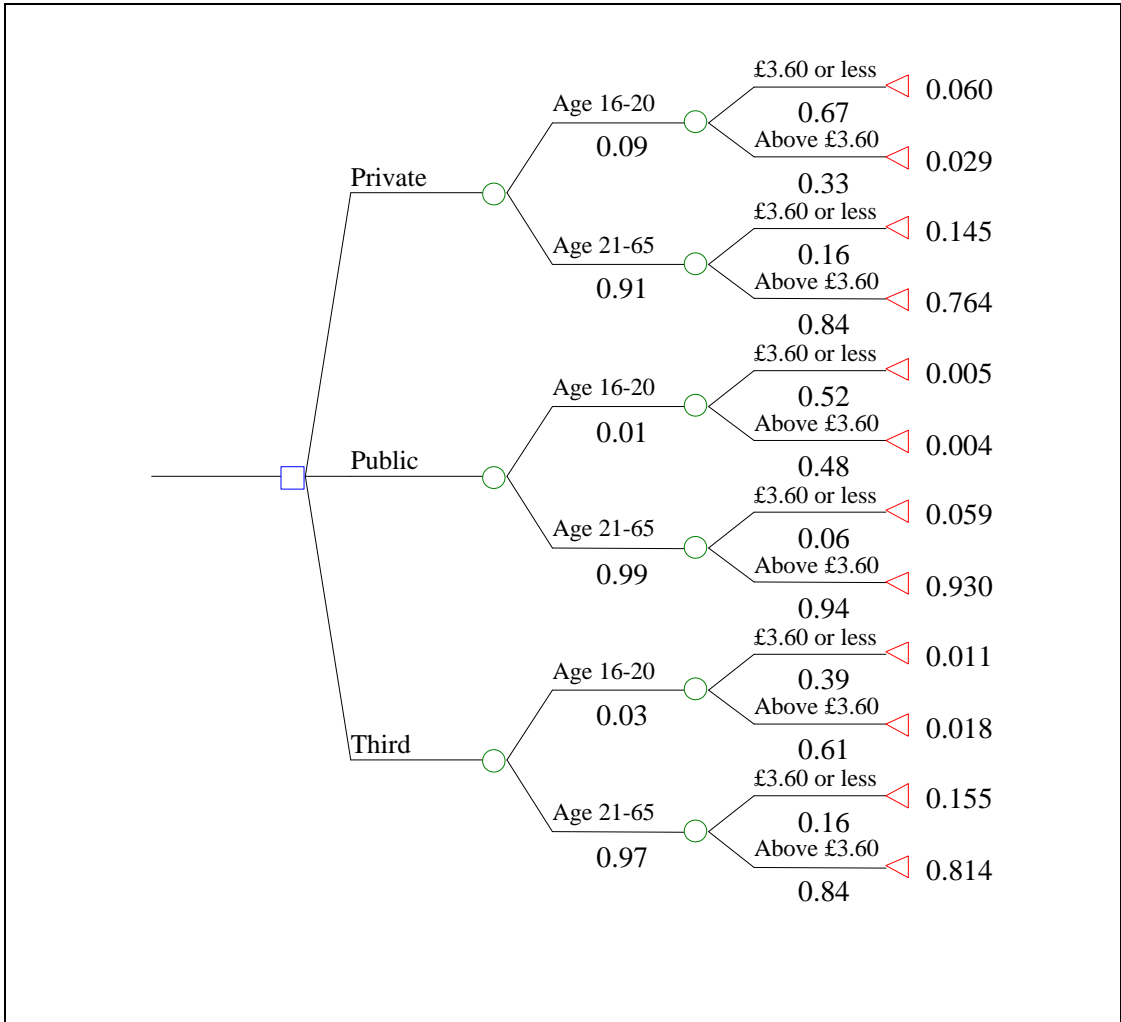 £3.60 or less
0.060
Age 16-20
0.67
0.09
Above £3.60
0.029
0.33
Private
£3.60 or less
0.145
Age 21-65
0.16
0.91
Above £3.60
0.764
0.84
£3.60 or less
0.005
Age 16-20
0.52
0.01
Above £3.60
0.004
0.48
Public
£3.60 or less
0.059
Age 21-65
0.06
0.99
Above £3.60
0.930
0.94
£3.60 or less
0.011
Age 16-20
0.39
0.03
Above £3.60
0.018
0.61
Third
£3.60 or less
0.155
Age 21-65
0.16
0.97
Above £3.60
0.814
0.84